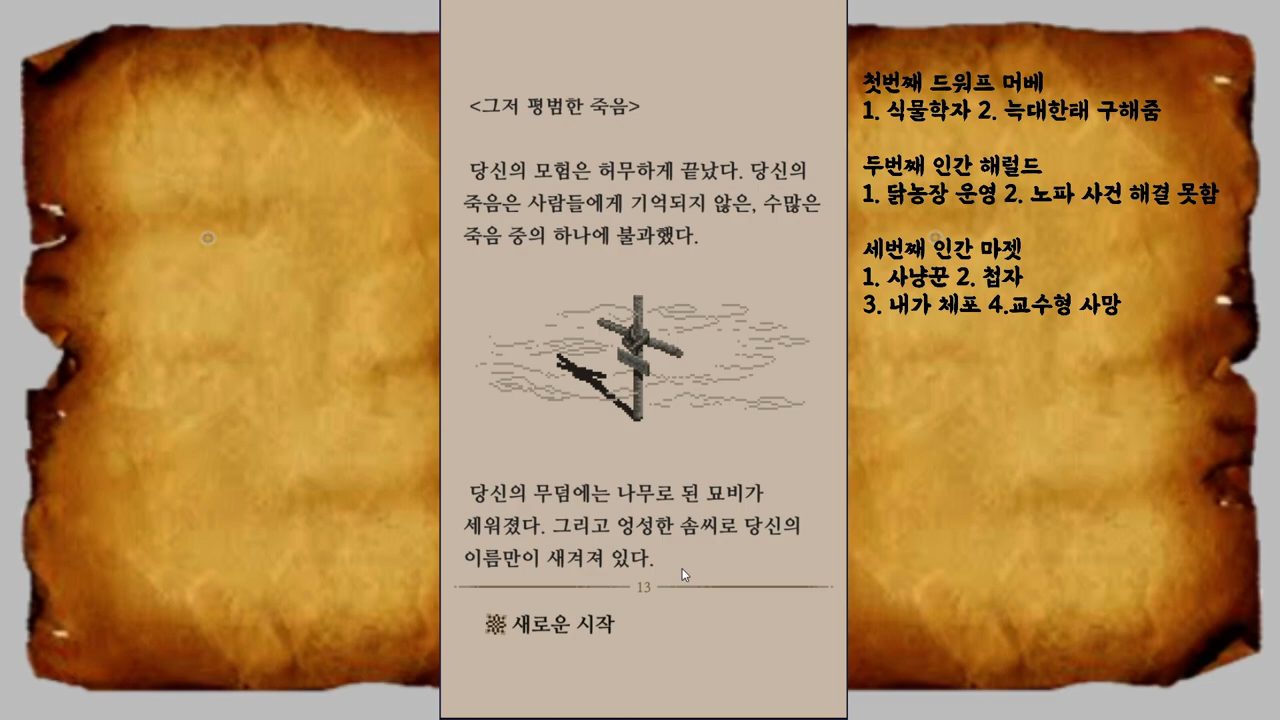 <그저 평범한 죽음>
당신의 모험은 허무하게 끝났다. 당신의
죽음은 사람들에게 기억되지 않은, 수많은
죽음 중의 하나에 불과했다.
당신의 무덤에는 나무로 된 묘비가
세워졌다. 그리고 엉성한 솜씨로 당신의
이름만이 새겨져 있다.
13
새로운 시작
첫번째 드워프 머베
1. 식물학자 2. 늑대한태 구해줌
두번째 인간 해럴드
1. 닭농장 운영 2. 노파 사건 해결 못함
세번째 인간 마젯
1. 사냥꾼 2. 첩자
3. 내가 체포 4.교수형 사망